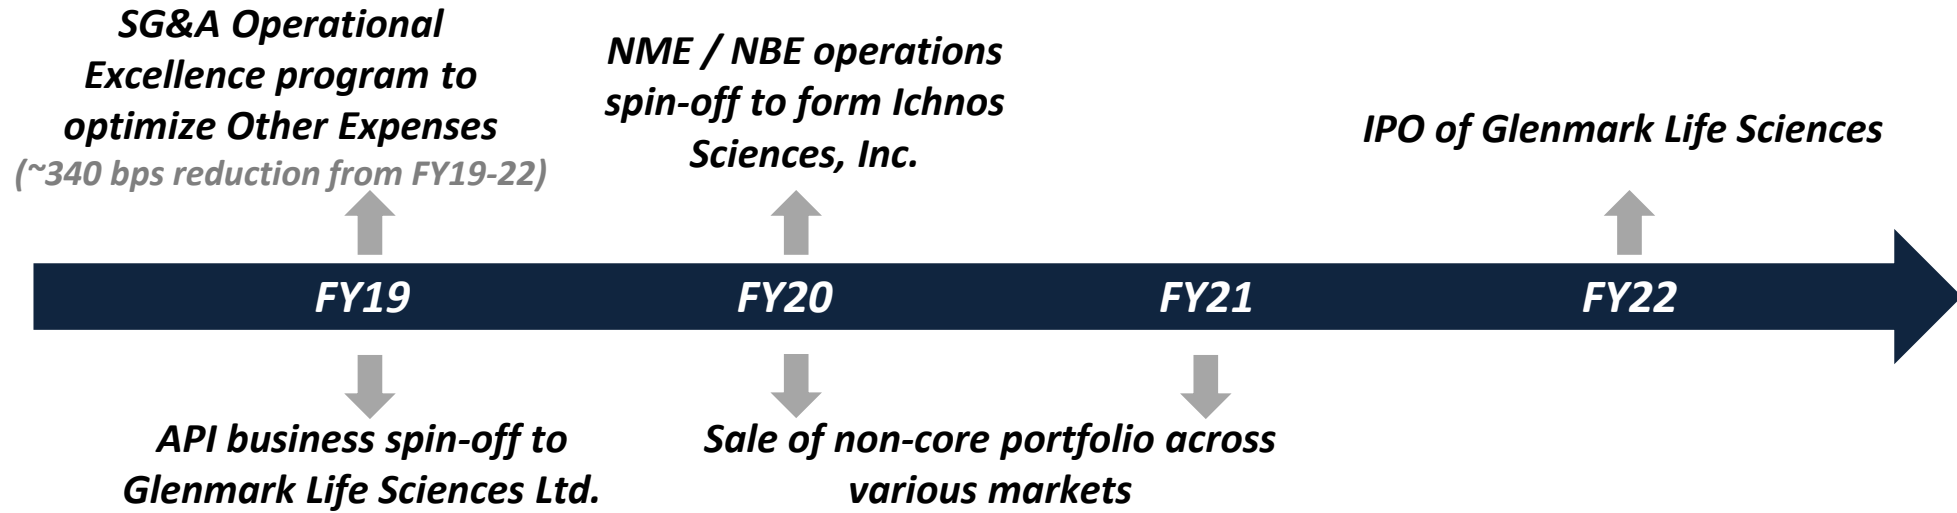 SG&A Operational
Excellence program to
optimize Other Expenses
(~340 bps reduction from FY19-22)
NME / NBE operations
spin-off to form Ichnos
Sciences, Inc.
IPO of Glenmark Life Sciences
FY19
FY20
FY21
FY22
API business spin-off to
Glenmark Life Sciences Ltd.
Sale of non-core portfolio across
various markets